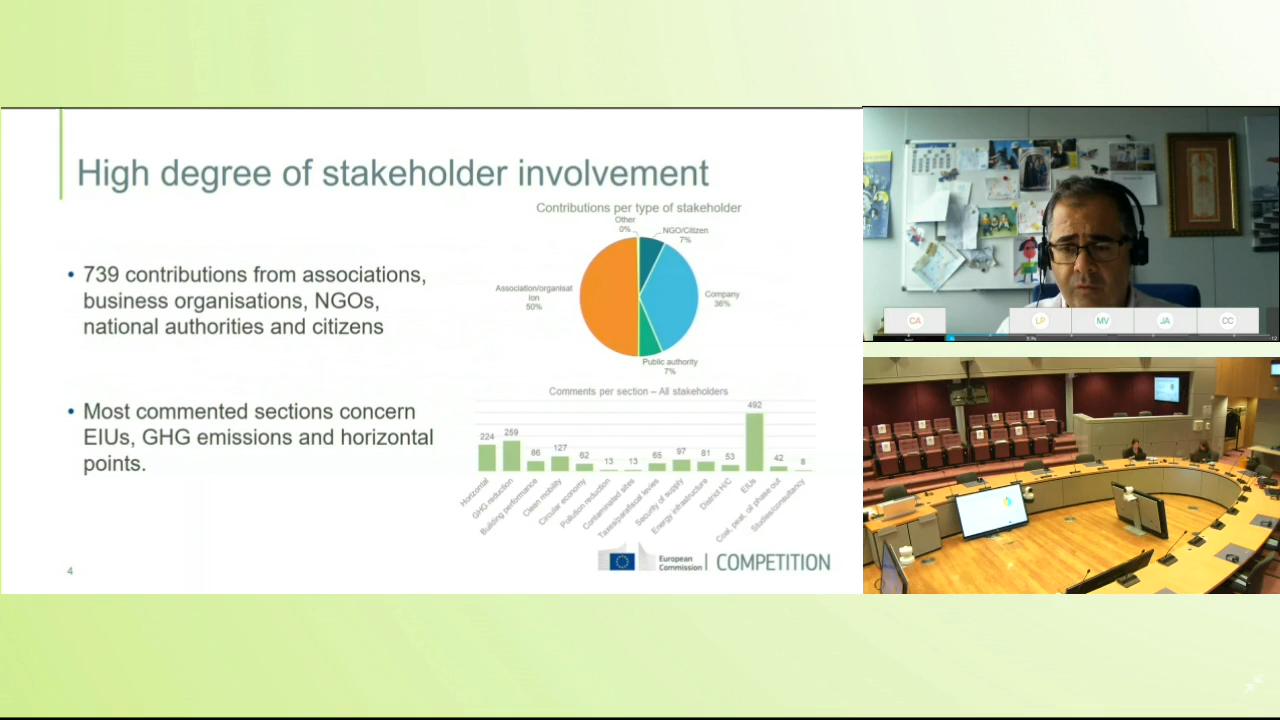 High degree of stakeholder involvement
• 739 contributions from associations,
business organisations, NGOs,
national authorities and citizens
• Most commented sections concern
EIUs, GHG emissions and horizontal
points.
Contributions per type of stakeholder
Other
0%
NGO/Citizen
7%
Association/organisat
ion
50%
Company
36%
Public authority
7%
Comments per section – All stakeholders
224
259
86
127
62
13
13
65
97
81
53
492
42
8
Horizontal
GHG reduction
Building performance
Clean mobility
Circular economy
Pollution reduction
Contaminated sites
Taxes/parafiscal levies
Security of supply
Energy infrastructure
District H/C
EIUs
Coal, peat, oil phase out
Studies/consultancy
4
European
Commission
COMPETITION
CA
LP
MV
JA
CC